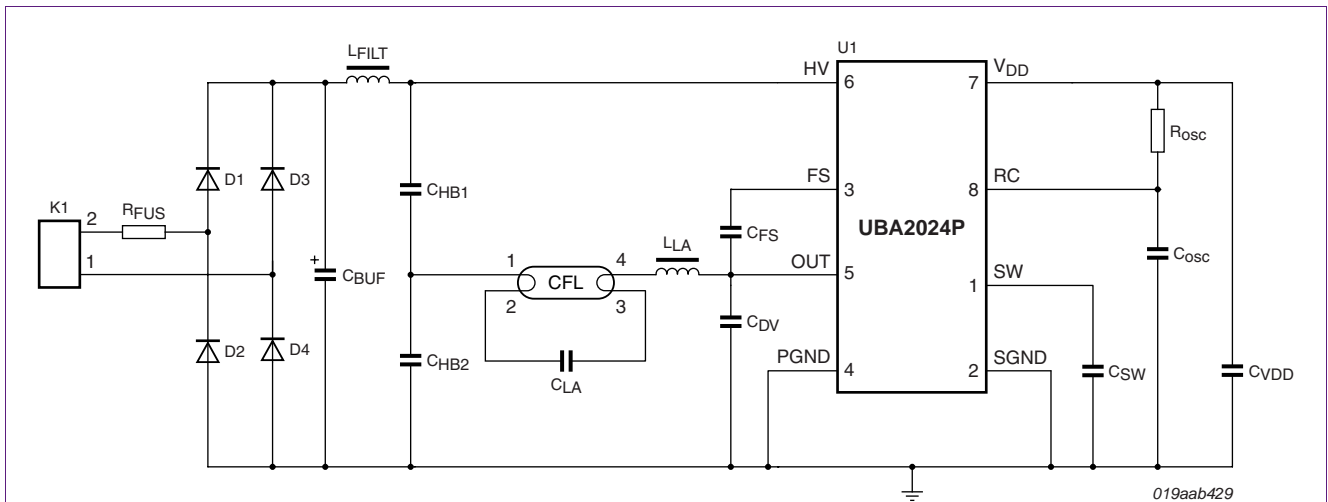 LFILT
U1
HV
6
7
VDD
D1
D3
CHB1
Rosc
FS
3
8
RC
K1
2
RFUS
1
UBA2024P
CFS
LLA
OUT
5
Cosc
+
CBUF
1
CFL
4
2
3
SW
1
CDV
D2
D4
CHB2
CLA
PGND
4
2
SGND
CSW
CVDD
019aab429